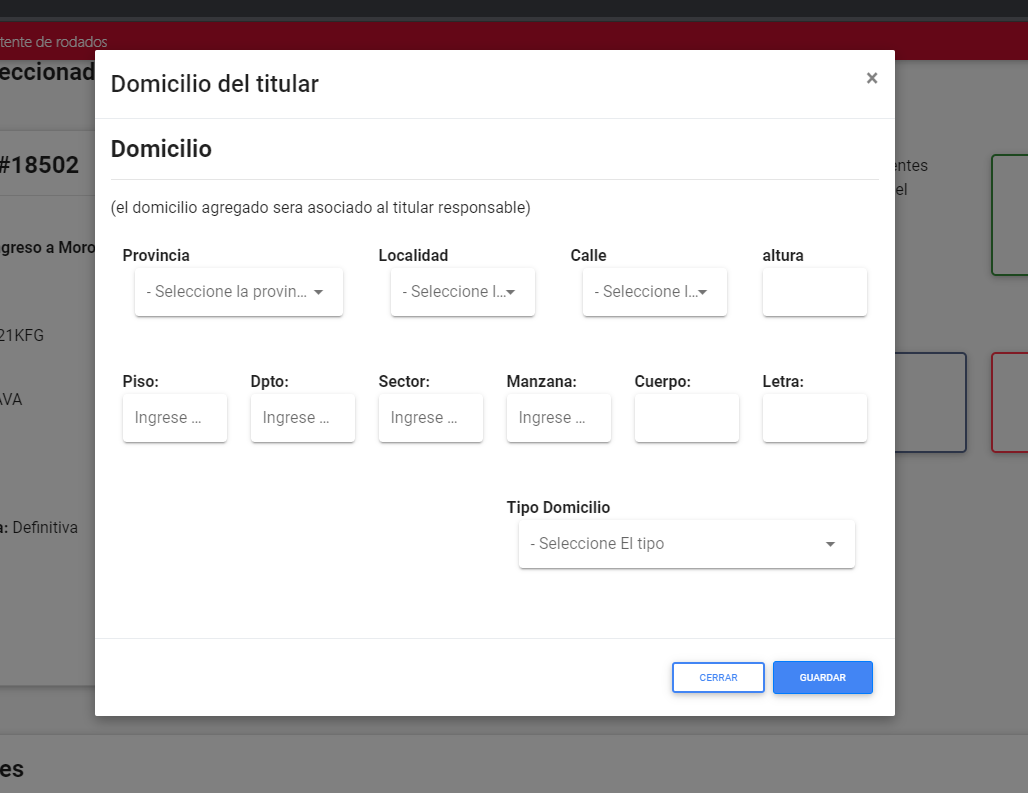 tente de rodados
eccionad
Domicilio del titular ×
Domicilio
#18502
entes
el
(el domicilio agregado sera asociado al titular responsable)
greso a Moro
Provincia Localidad Calle altura
- Seleccione la provin... - Seleccione l... - Seleccione l...
21KFG
Piso: Dpto: Sector: Manzana: Cuerpo: Letra:
AVA
Ingrese ... Ingrese ... Ingrese ... Ingrese ...
Tipo Domicilio
a: Definitiva
- Seleccione El tipo
CERRAR GUARDAR
es